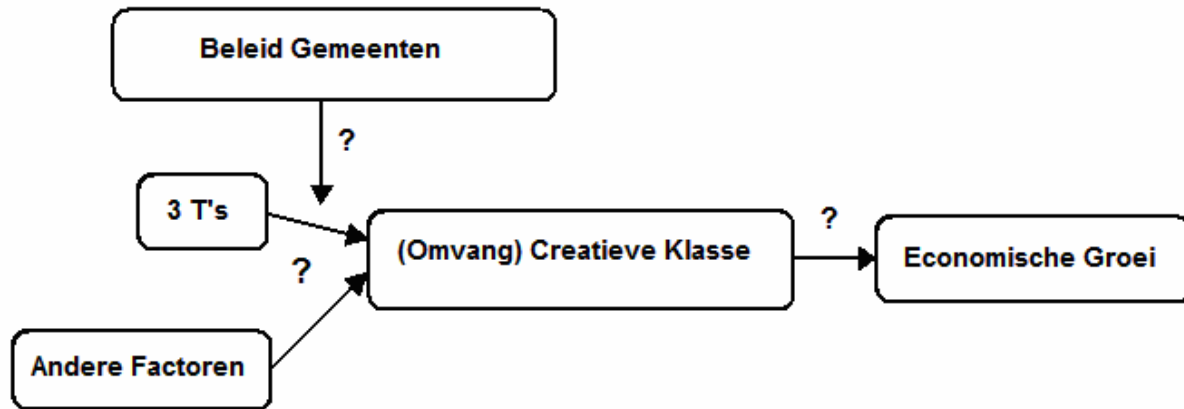 Beleid Gemeenten
?
3 T's
?
(Omvang) Creatieve Klasse
?
Economische Groei
Andere Factoren